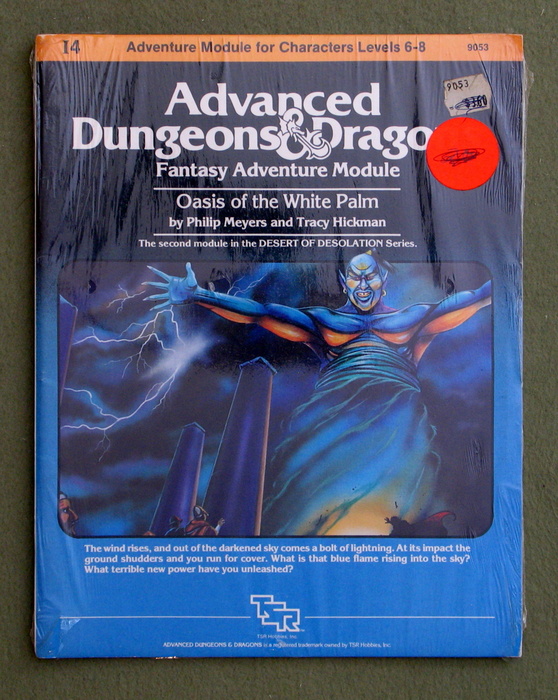 I4
Adventure Module for Characters Levels 6-8
9053
9053
Advanced
Dungeons & Drago
Fantasy Adventure Module
Oasis of the White Palm
by Philip Meyers and Tracy Hickman
The second module in the DESERT OF DESOLATION Series.
The wind rises, and out of the darkened sky comes a bolt of lightning. At its impact the
ground shudders and you run for cover. What is that blue flame rising into the sky?
What terrible new power have you unleashed?
TSR
TSR Hobbies, Inc.
ADVANCED DUNGEONS & DRAGONS is a registered trademark owned by TSR Hobbies, Inc.